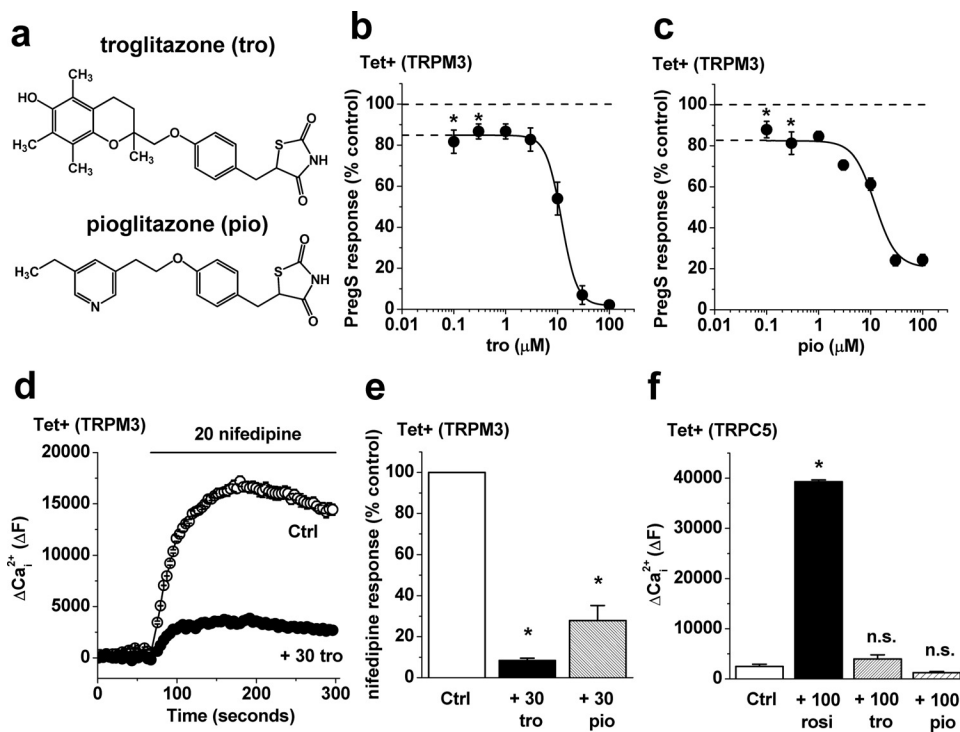 a
troglitazone (tro)
CH₃
HO
H₃C
O
CH₃
CH₃
O
S
O
NH
O
pioglitazone (pio)
H₃C
N
O
S
O
NH
O
b
Tet+ (TRPM3)
PregS response (% control)
100
80
60
40
20
0
* *
0.01 0.1 1 10 100
tro (μM)
c
Tet+ (TRPM3)
PregS response (% control)
100
80
60
40
20
0
* *
0.01 0.1 1 10 100
pio (μM)
d
Tet+ (TRPM3)
20 nifedipine
ΔCaᵢ²⁺ (ΔF)
20000
15000
10000
5000
0
Ctrl
+ 30 tro
0 100 200 300
Time (seconds)
e
Tet+ (TRPM3)
nifedipine response (% control)
100
80
60
40
20
0
* *
Ctrl + 30 + 30
tro pio
f
Tet+ (TRPC5)
ΔCaᵢ²⁺ (ΔF)
40000
30000
20000
10000
0
*
n.s. n.s.
Ctrl + 100 + 100 + 100
rosi tro pio